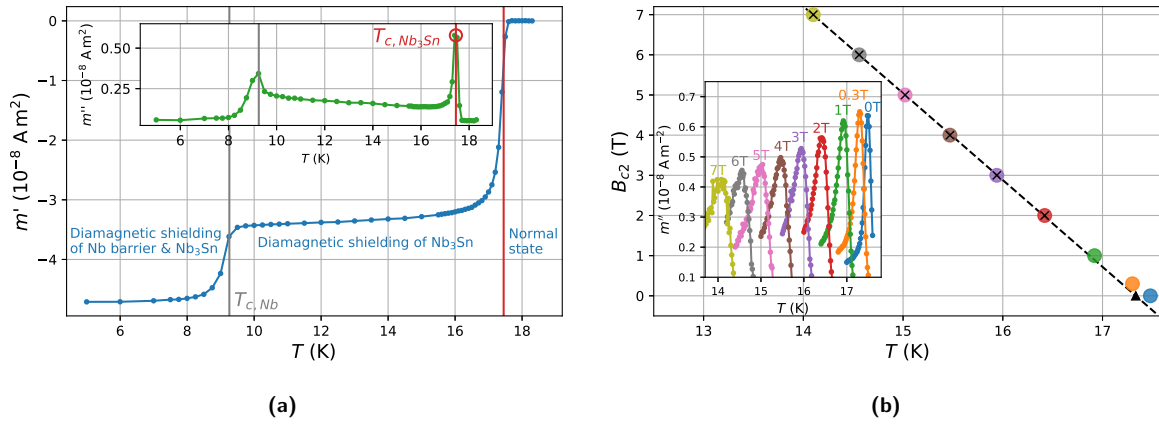 0
−1
−2
−3
−4
m′ (10⁻⁸ A m²)
6 8 10 12 14 16 18
T (K)
0.50
0.25
m′′ (10⁻⁸ A m²)
6 8 10 12 14 16 18
T (K)
T_c,Nb₃Sn
Diamagnetic shielding
of Nb barrier & Nb₃Sn
Diamagnetic shielding of Nb₃Sn
Normal
state
T_c,Nb
(a)
7
6
5
4
3
2
1
0
B_c2 (T)
13 14 15 16 17
T (K)
0.7
0.6
0.5
0.4
0.3
0.2
0.1
m′′ (10⁻⁸ A m⁻²)
14 15 16 17
T (K)
7T 6T 5T 4T 3T 2T 1T 0.3T 0T
(b)